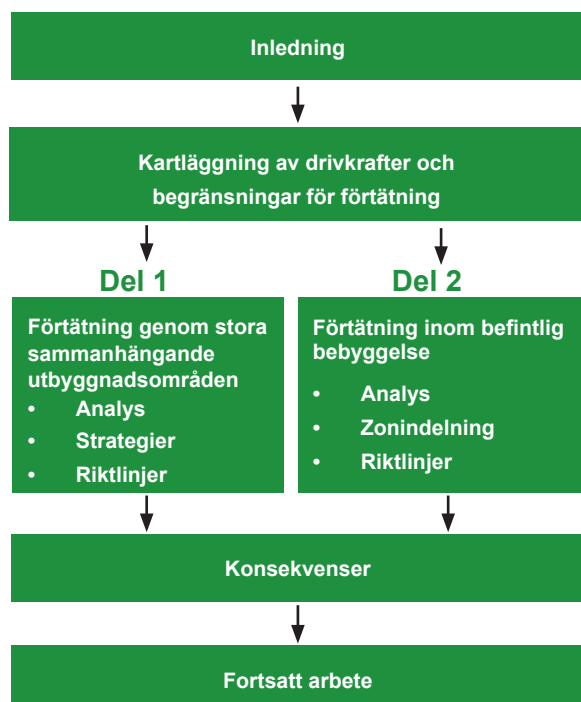 Inledning
Kartläggning av drivkrafter och
begränsningar för förtätning
Del 1
Förtätning genom stora
sammanhängande
utbyggnadsområden
• Analys
• Strategier
• Riktlinjer
Del 2
Förtätning inom befintlig
bebyggelse
• Analys
• Zonindelning
• Riktlinjer
Konsekvenser
Fortsatt arbete